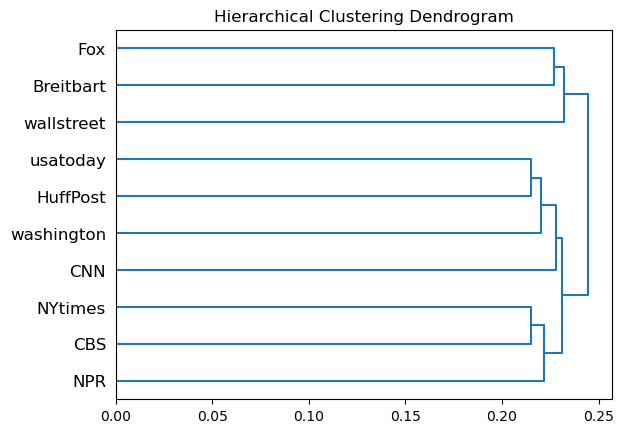 Hierarchical Clustering Dendrogram
Fox
Breitbart
wallstreet
usatoday
HuffPost
washington
CNN
NYtimes
CBS
NPR
0.00 0.05 0.10 0.15 0.20 0.25